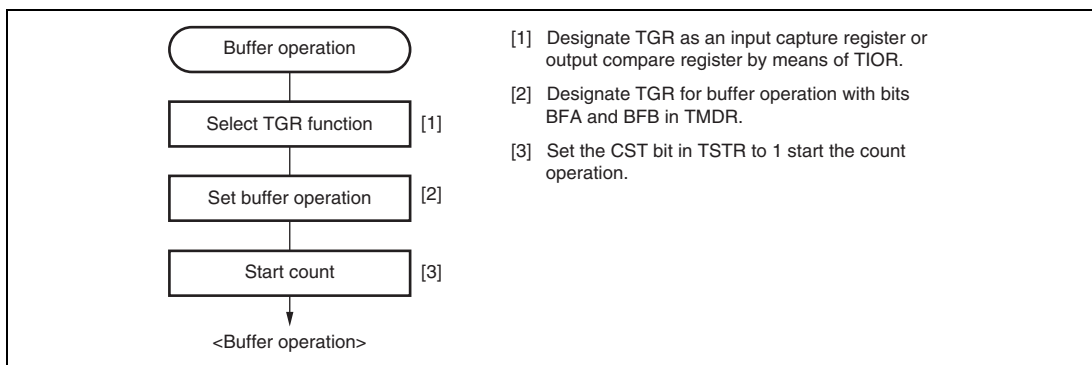 Buffer operation
Select TGR function
[1]
Set buffer operation
[2]
Start count
[3]
<Buffer operation>
[1] Designate TGR as an input capture register or
output compare register by means of TIOR.
[2] Designate TGR for buffer operation with bits
BFA and BFB in TMDR.
[3] Set the CST bit in TSTR to 1 start the count
operation.